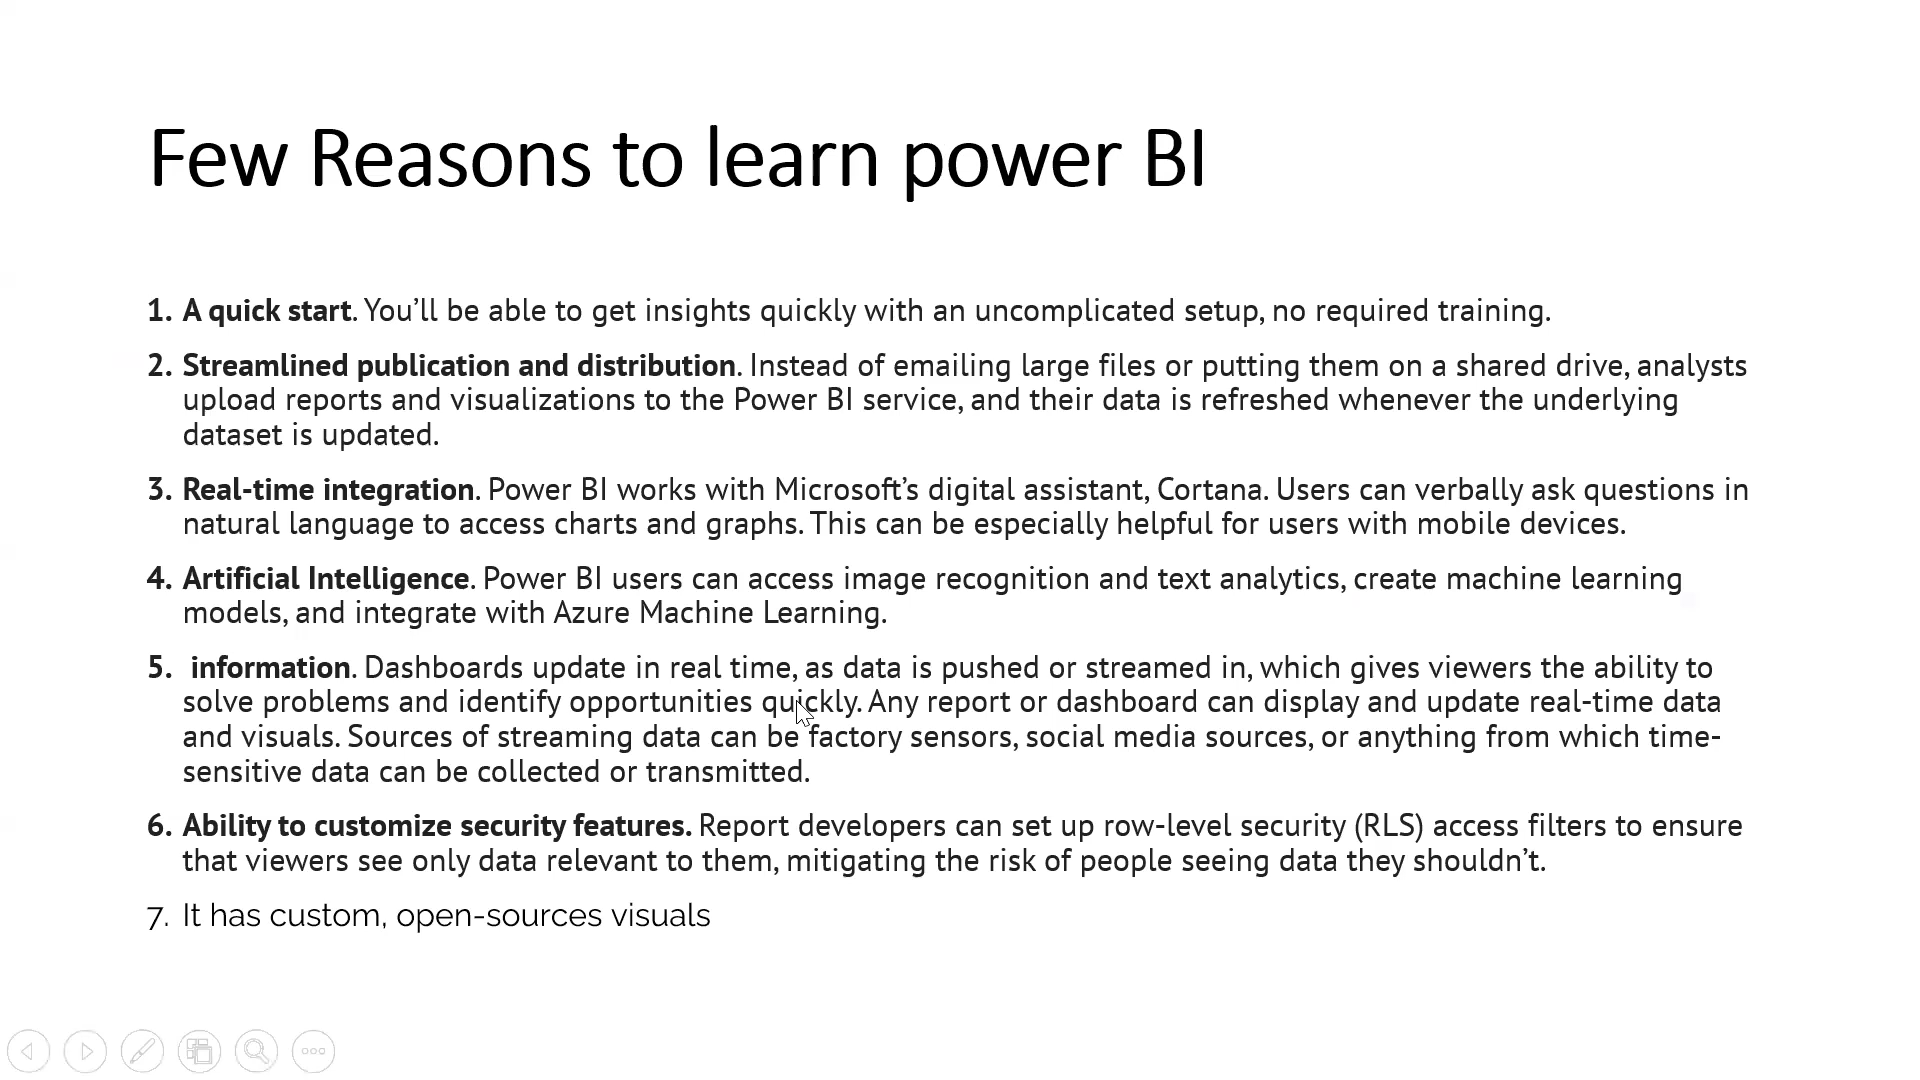 Few Reasons to learn power BI
1. A quick start. You’ll be able to get insights quickly with an uncomplicated setup, no required training.
2. Streamlined publication and distribution. Instead of emailing large files or putting them on a shared drive, analysts
upload reports and visualizations to the Power BI service, and their data is refreshed whenever the underlying
dataset is updated.
3. Real-time integration. Power BI works with Microsoft’s digital assistant, Cortana. Users can verbally ask questions in
natural language to access charts and graphs. This can be especially helpful for users with mobile devices.
4. Artificial Intelligence. Power BI users can access image recognition and text analytics, create machine learning
models, and integrate with Azure Machine Learning.
5. information. Dashboards update in real time, as data is pushed or streamed in, which gives viewers the ability to
solve problems and identify opportunities quickly. Any report or dashboard can display and update real-time data
and visuals. Sources of streaming data can be factory sensors, social media sources, or anything from which time-
sensitive data can be collected or transmitted.
6. Ability to customize security features. Report developers can set up row-level security (RLS) access filters to ensure
that viewers see only data relevant to them, mitigating the risk of people seeing data they shouldn’t.
7. It has custom, open-sources visuals